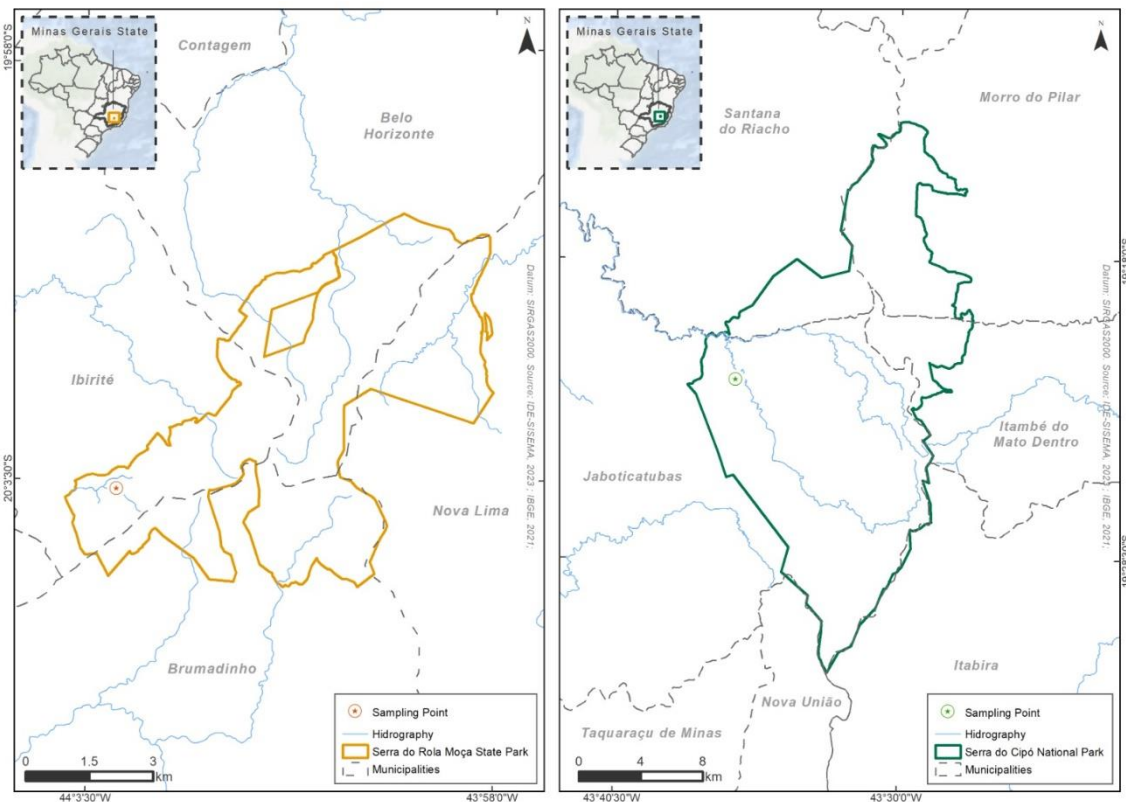 Minas Gerais State
19°58'0"S
20°3'30"S
Contagem
N
Belo
Horizonte
Ibirité
Nova Lima
Brumadinho
Datum: SIRGAS2000. Source: IDE-SISEMA, 2023 ; IBGE, 2021;
Sampling Point
Hidrography
Serra do Rola Moça State Park
Municipalities
0 1.5 3
km
44°3'30"W
43°58'0"W
Minas Gerais State
N
Santana
do Riacho
Morro do Pilar
Itambé do
Mato Dentro
Jaboticatubas
Itabira
Nova União
Taquaraçu de Minas
Datum: SIRGAS2000. Source: IDE-SISEMA, 2023 ; IBGE, 2021;
Sampling Point
Hidrography
Serra do Cipó National Park
Municipalities
0 4 8
km
43°40'30"W
43°30'0"W